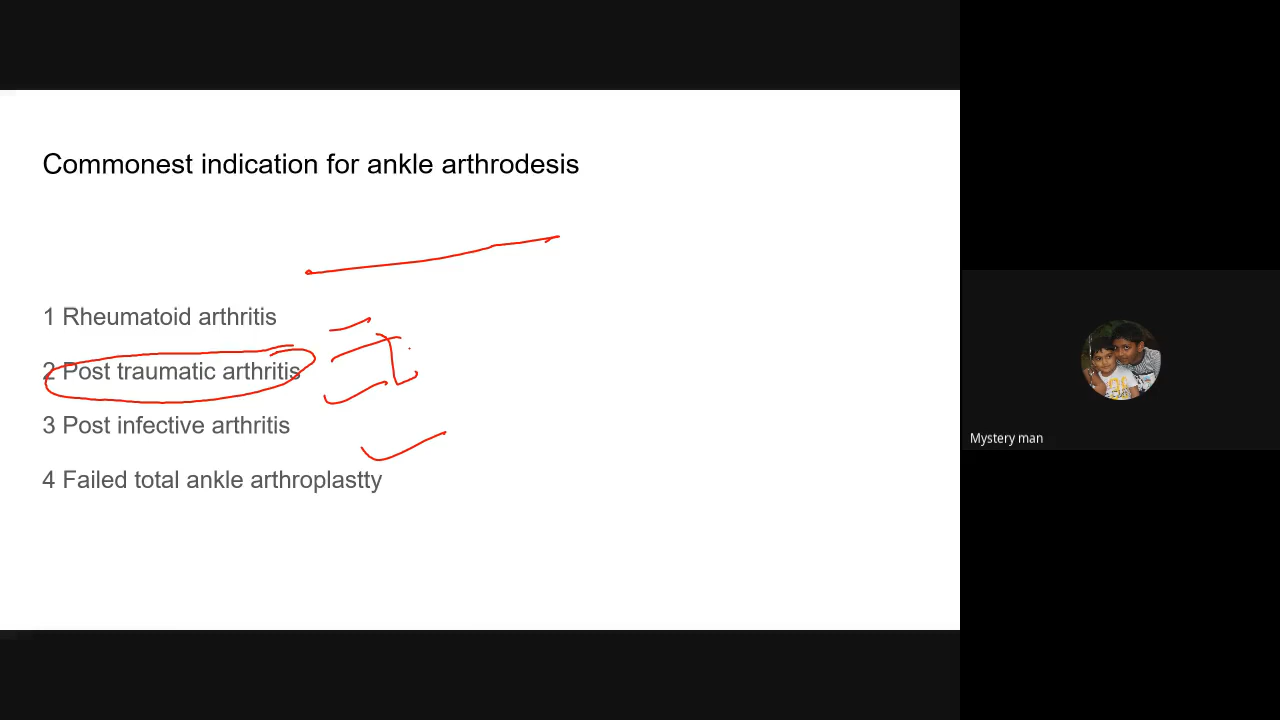 Commonest indication for ankle arthrodesis
1 Rheumatoid arthritis
2 Post traumatic arthritis
3 Post infective arthritis
4 Failed total ankle arthroplastty
Mystery man